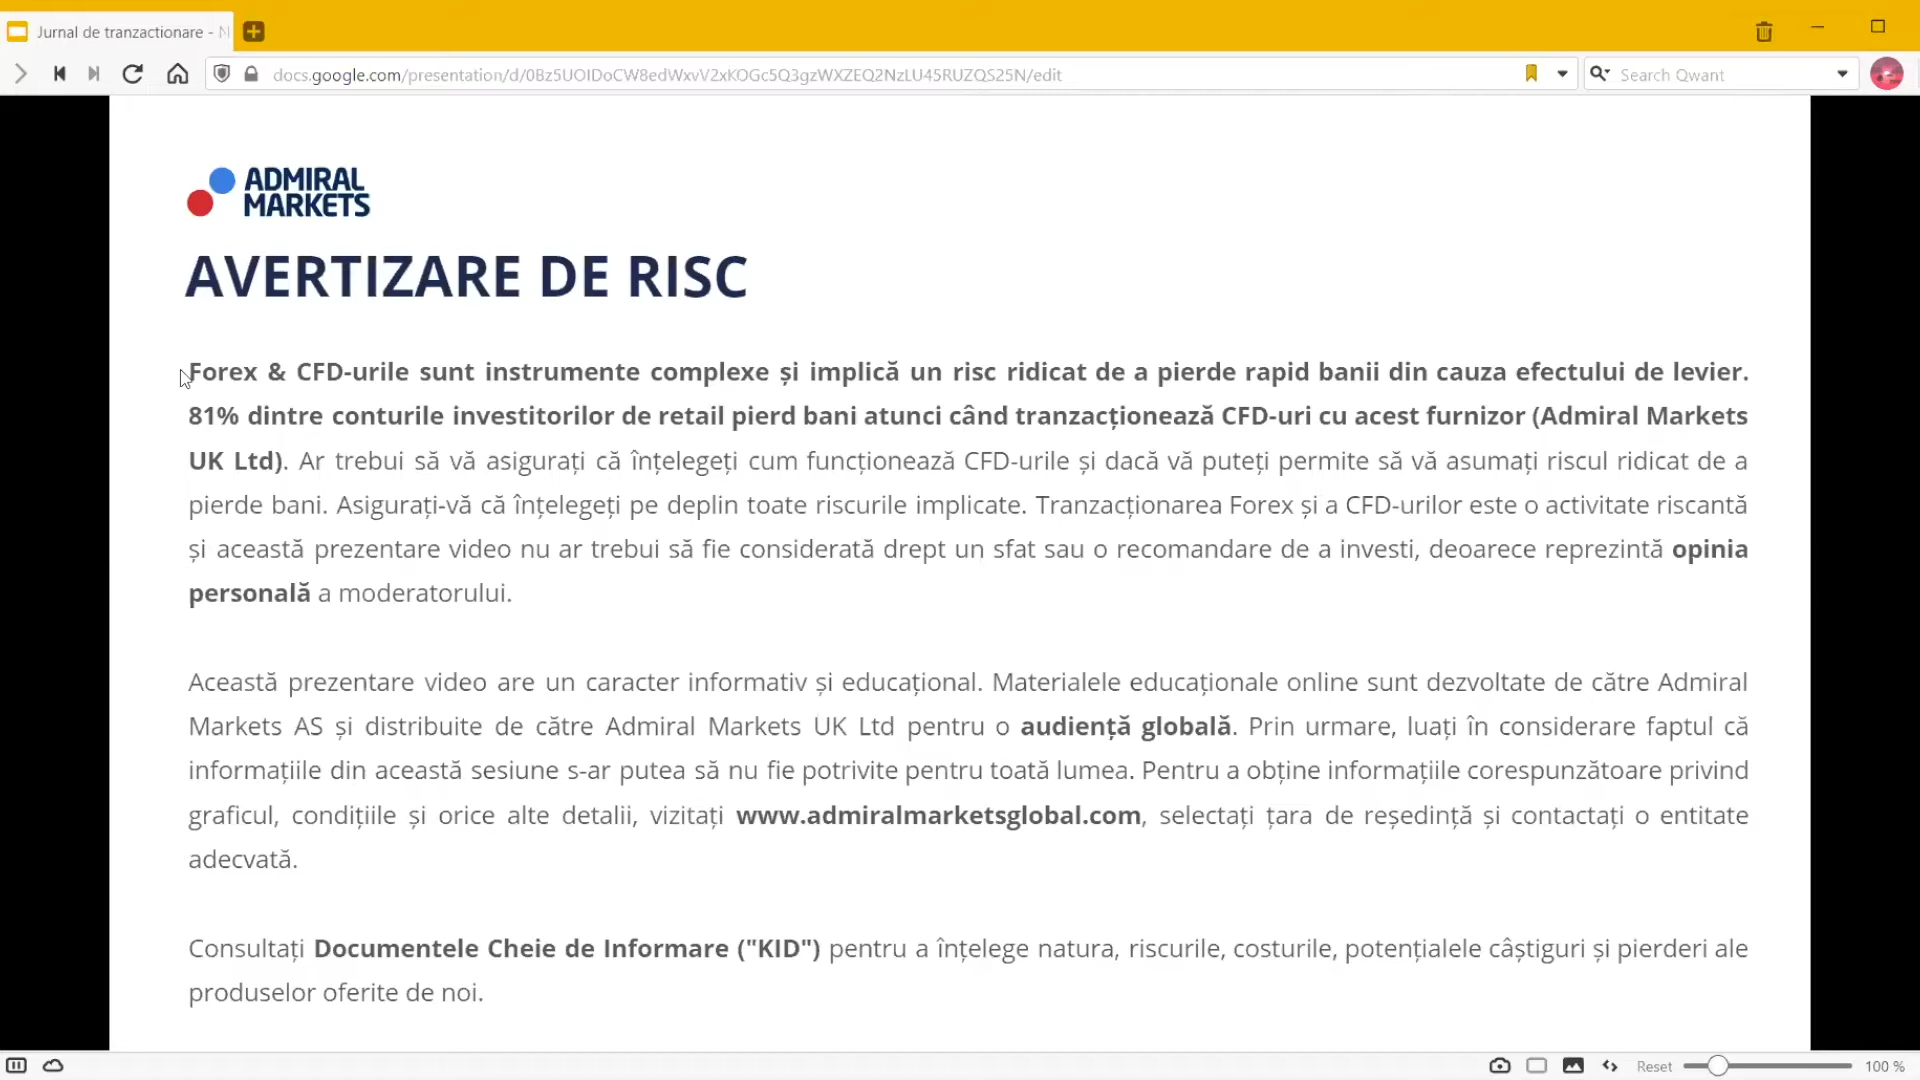 Jurnal de tranzactionare -
docs.google.com/presentation/d/0Bz5UOIDoCW8edWxvV2xKOGc5Q3gzWXZEQ2NzLU45RUZQS25N/edit
Search Qwant
ADMIRAL
MARKETS
AVERTIZARE DE RISC
Forex & CFD-urile sunt instrumente complexe și implică un risc ridicat de a pierde rapid banii din cauza efectului de levier.
81% dintre conturile investitorilor de retail pierd bani atunci când tranzacționează CFD-uri cu acest furnizor (Admiral Markets
UK Ltd). Ar trebui să vă asigurați că înțelegeți cum funcționează CFD-urile și dacă vă puteți permite să vă asumați riscul ridicat de a
pierde bani. Asigurați-vă că înțelegeți pe deplin toate riscurile implicate. Tranzacționarea Forex și a CFD-urilor este o activitate riscantă
și această prezentare video nu ar trebui să fie considerată drept un sfat sau o recomandare de a investi, deoarece reprezintă opinia
personală a moderatorului.
Această prezentare video are un caracter informativ și educațional. Materialele educaționale online sunt dezvoltate de către Admiral
Markets AS și distribuite de către Admiral Markets UK Ltd pentru o audiență globală. Prin urmare, luați în considerare faptul că
informațiile din această sesiune s-ar putea să nu fie potrivite pentru toată lumea. Pentru a obține informațiile corespunzătoare privind
graficul, condițiile și orice alte detalii, vizitați www.admiralmarketsglobal.com, selectați țara de reședință și contactați o entitate
adecvată.
Consultați Documentele Cheie de Informare ("KID") pentru a înțelege natura, riscurile, costurile, potențialele câștiguri și pierderi ale
produselor oferite de noi.
Reset 100 %